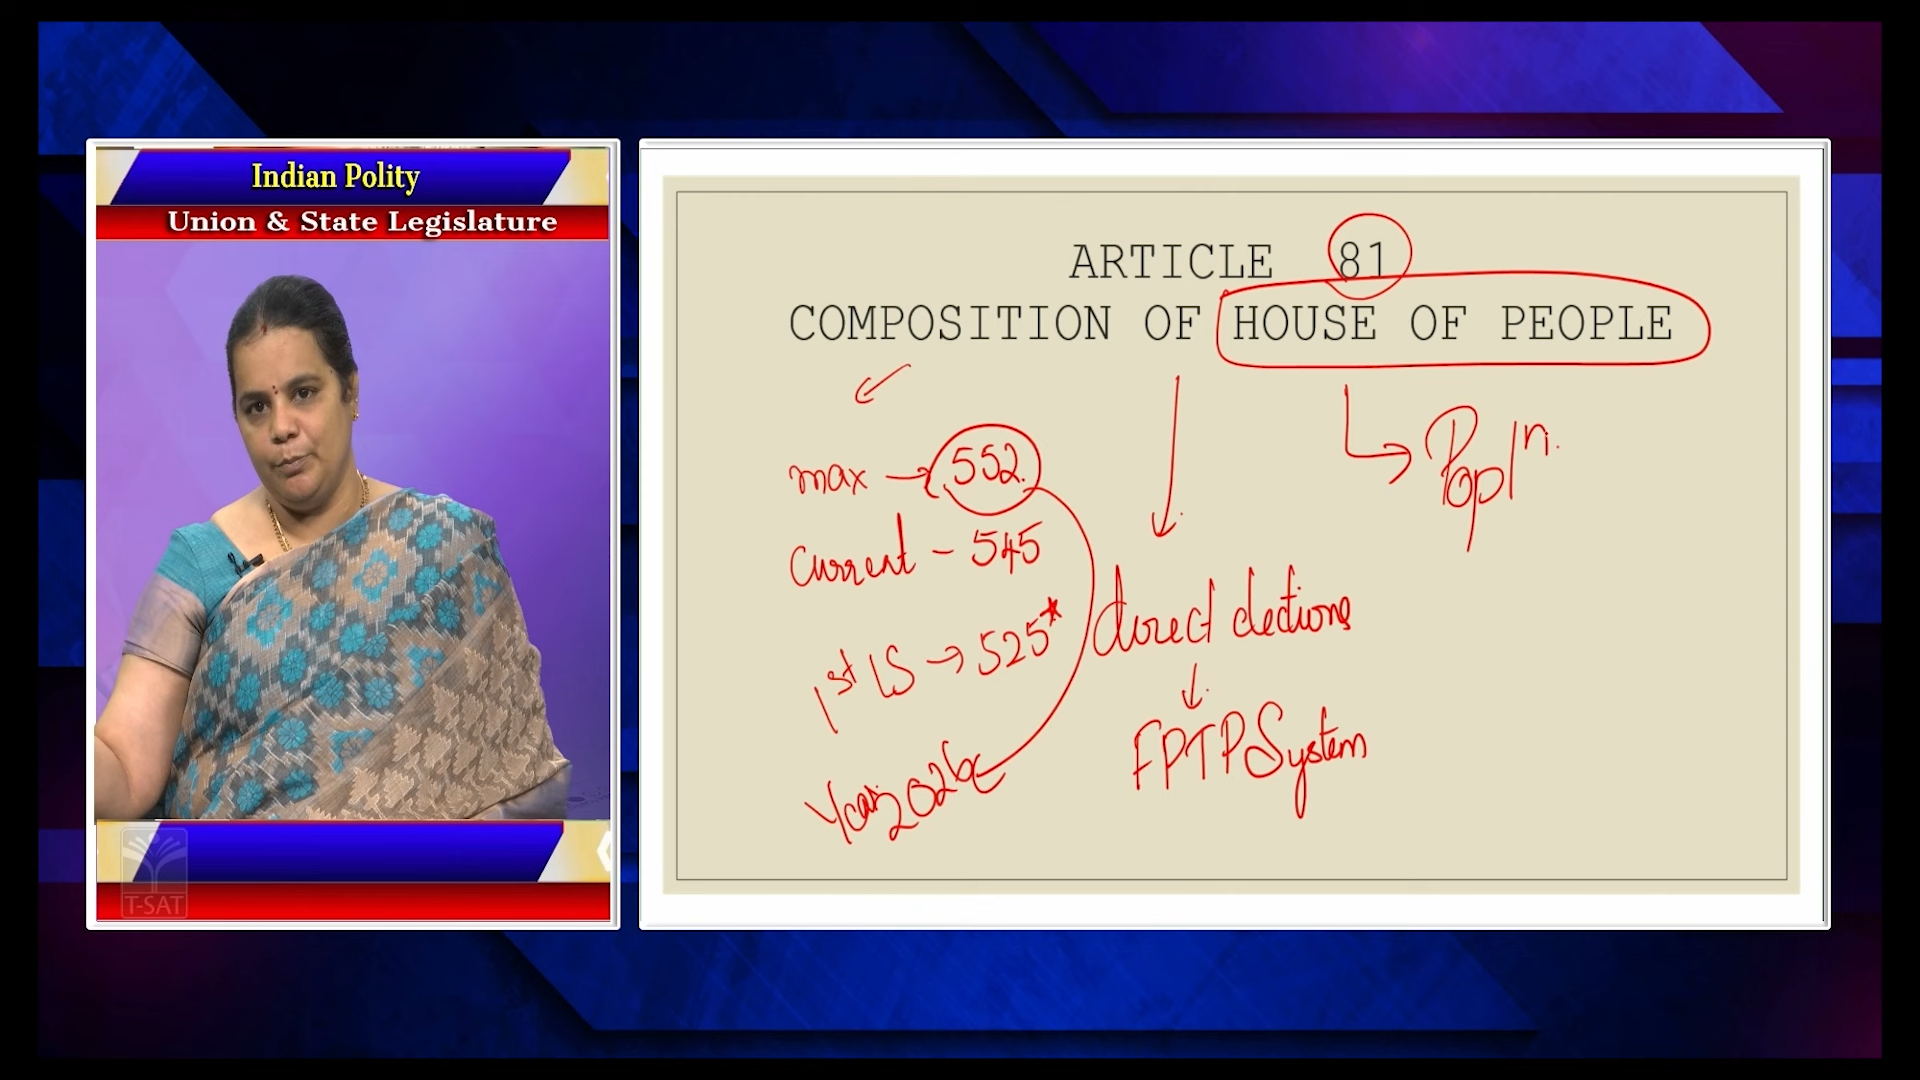 Indian Polity
Union & State Legislature
T-SAT
ARTICLE 81
COMPOSITION OF HOUSE OF PEOPLE
max → 552
current - 545
1st LS → 525*
Year 2026
direct elections
↓
FPTP System
Popl n.